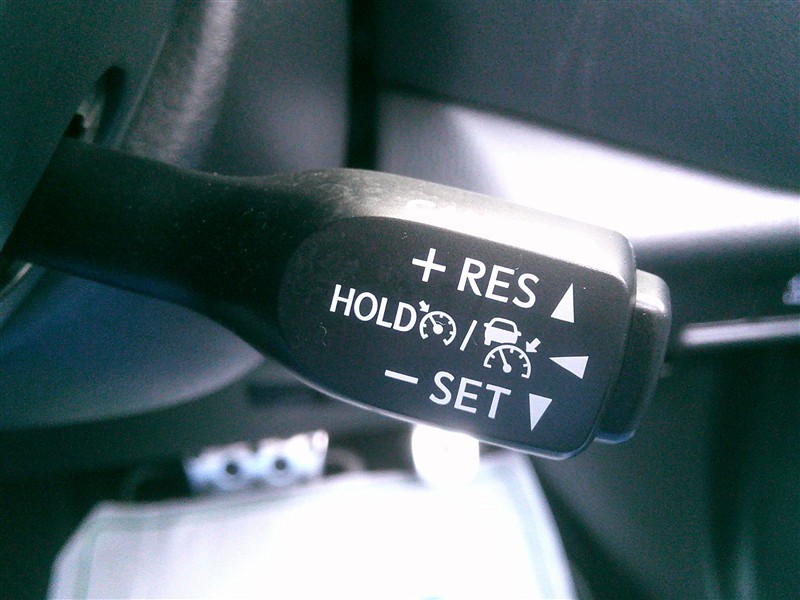 + RES
HOLD /
− SET